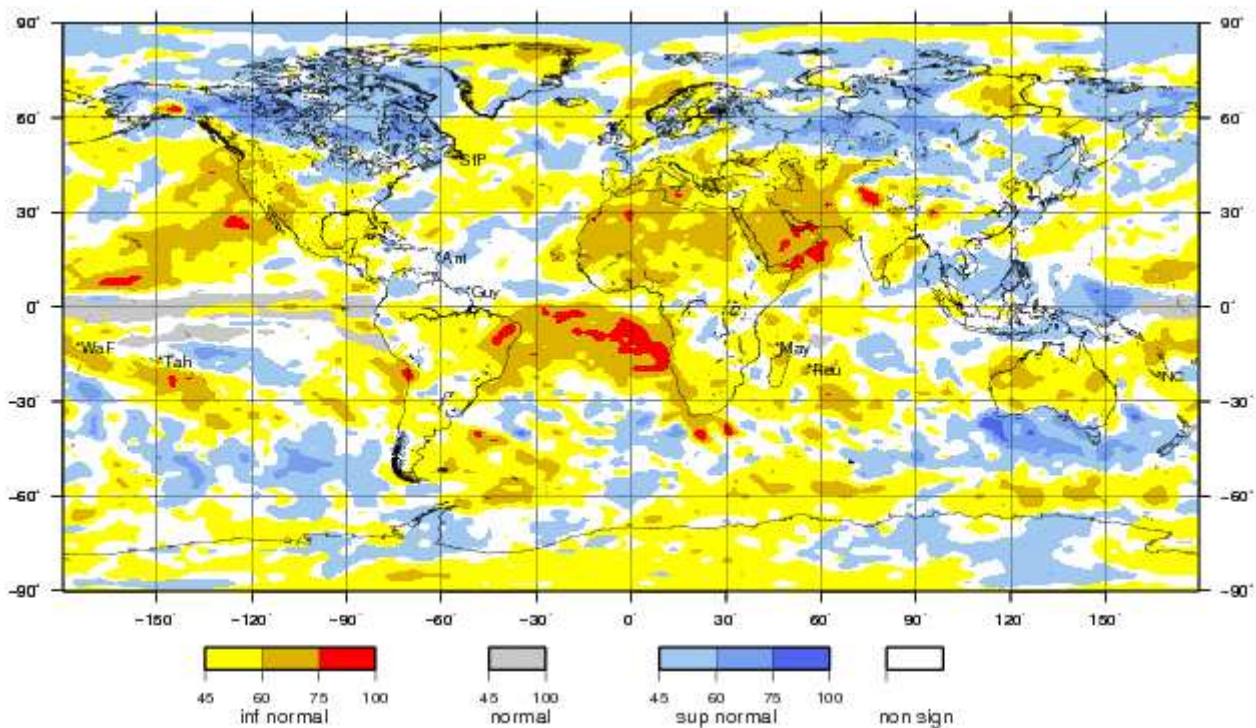 90° 90°
60° 60°
StP
30° 30°
Ant
Guy
0° 0°
WaF May
Tah Reu NC
−30° −30°
−60° −60°
−90° −90°
−150° −120° −90° −60° −30° 0° 30° 60° 90° 120° 150°
45 60 75 100 45 100 45 60 75 100
inf normal normal sup normal non sign